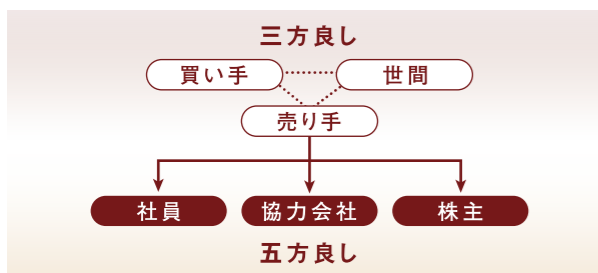 三方良し
買い手 世間
売り手
社員 協力会社 株主
五方良し